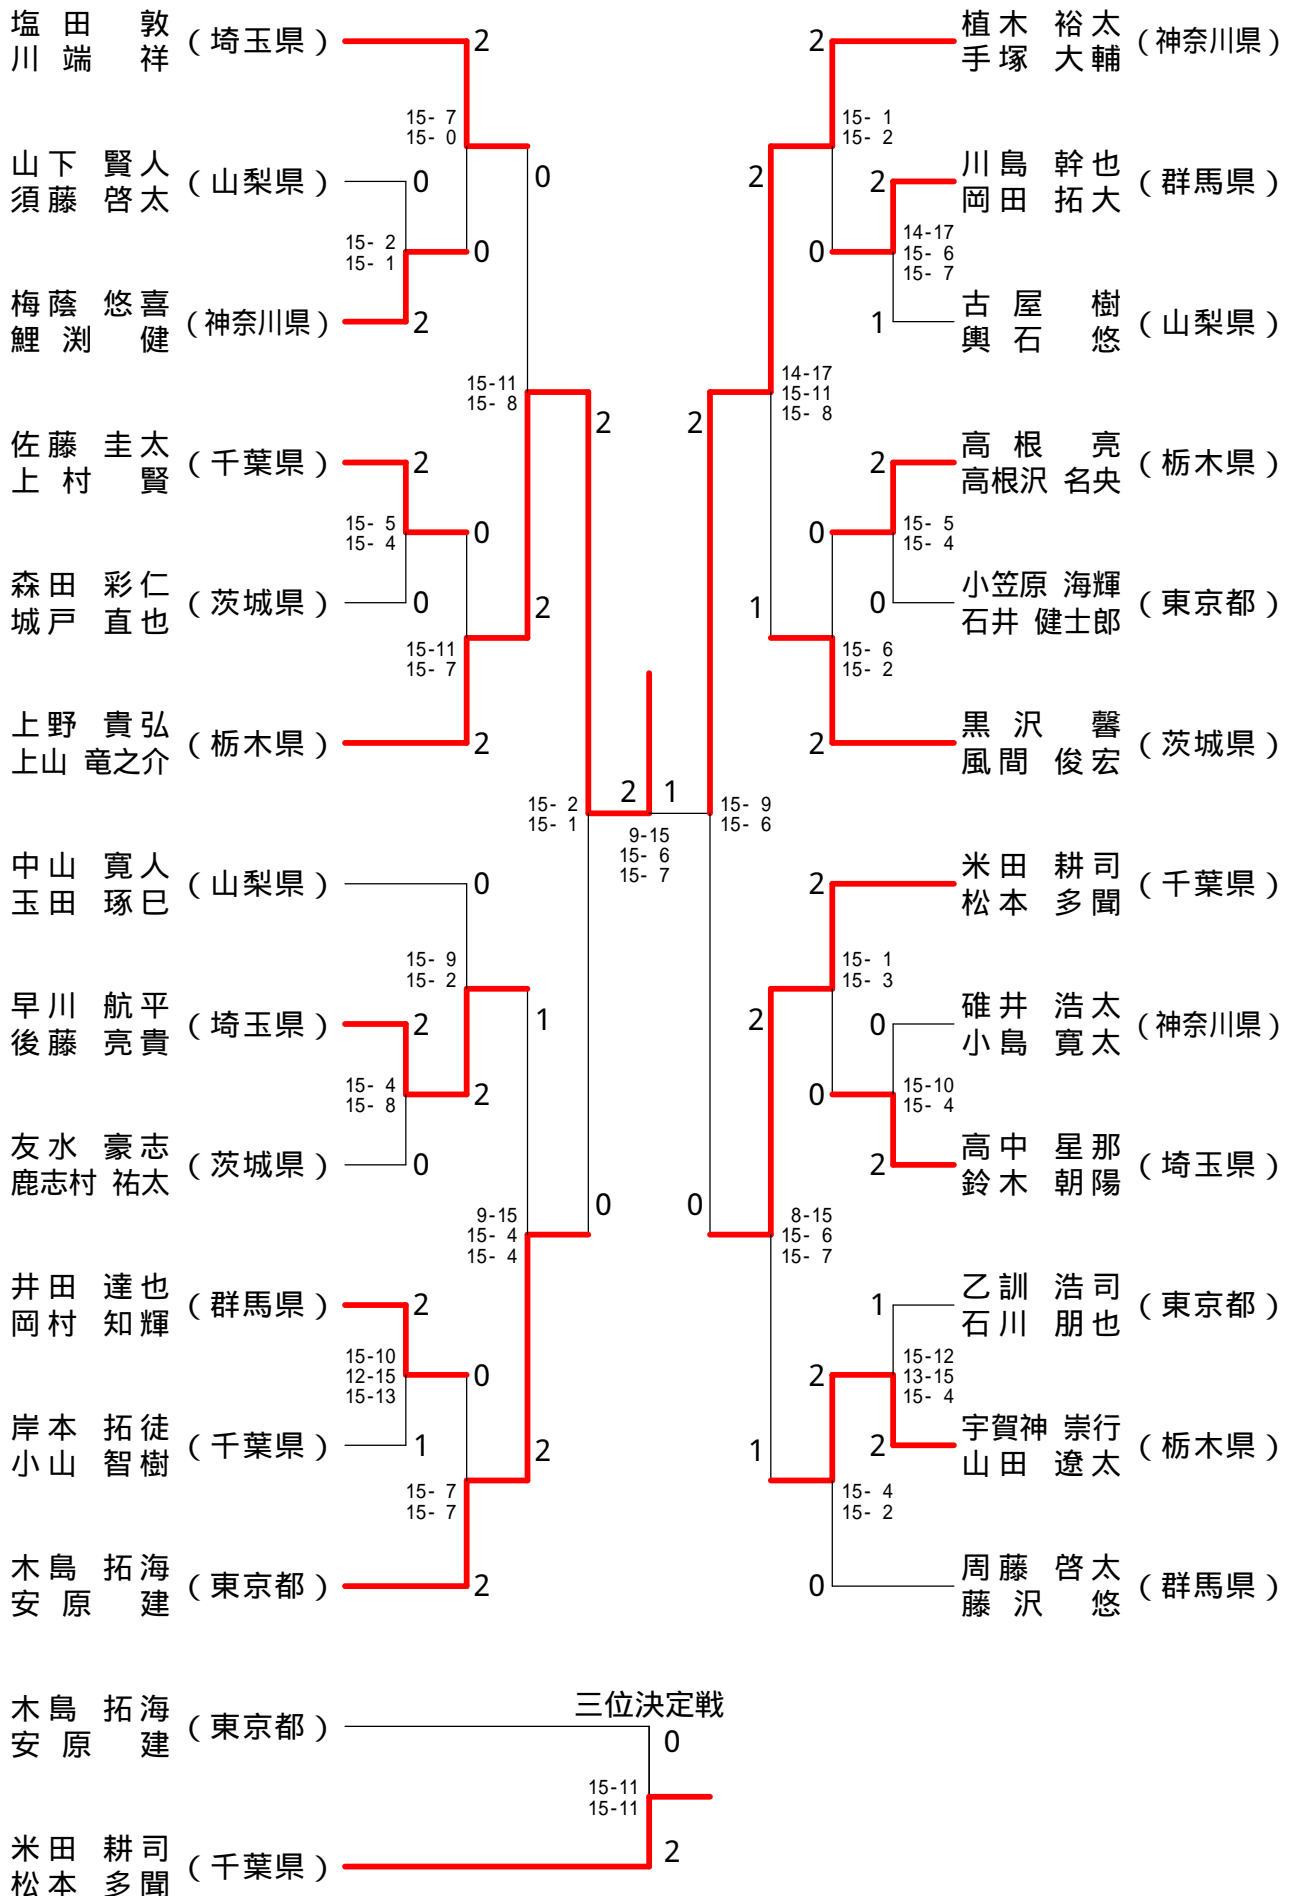 塩田 敦
川端 祥
(埼玉県)
2
15- 7
15- 0
山下 賢人
須藤 啓太
(山梨県)
0
0
15- 2
15- 1
0
梅蔭 悠喜
鯉渕 健
(神奈川県)
2
15-11
15- 8
2
佐藤 圭太
上村 賢
(千葉県)
2
15- 5
15- 4
0
森田 彩仁
城戸 直也
(茨城県)
0
2
15-11
15- 7
上野 貴弘
上山 竜之介
(栃木県)
2
15- 2
15- 1
中山 寛人
玉田 琢巳
(山梨県)
0
15- 9
15- 2
早川 航平
後藤 亮貴
(埼玉県)
2
1
15- 4
15- 8
2
友水 豪志
鹿志村 祐太
(茨城県)
0
0
9-15
15- 4
15- 4
井田 達也
岡村 知輝
(群馬県)
2
15-10
12-15
15-13
0
岸本 拓徒
小山 智樹
(千葉県)
1
2
15- 7
15- 7
木島 拓海
安原 建
(東京都)
2
2
1
9-15
15- 6
15- 7
2
植木 裕太
手塚 大輔
(神奈川県)
15- 1
15- 2
2
2
川島 幹也
岡田 拓大
(群馬県)
0
14-17
15- 6
15- 7
1
古屋 樹
輿石 悠
(山梨県)
2
14-17
15-11
15- 8
2
高根 亮
高根沢 名央
(栃木県)
0
15- 5
15- 4
1
0
小笠原 海輝
石井 健士郎
(東京都)
15- 6
15- 2
2
黒沢 馨
風間 俊宏
(茨城県)
15- 9
15- 6
2
米田 耕司
松本 多聞
(千葉県)
15- 1
15- 3
2
0
碓井 浩太
小島 寛太
(神奈川県)
0
15-10
15- 4
2
高中 星那
鈴木 朝陽
(埼玉県)
0
8-15
15- 6
15- 7
1
乙訓 浩司
石川 朋也
(東京都)
2
15-12
13-15
15- 4
1
2
宇賀神 崇行
山田 遼太
(栃木県)
15- 4
15- 2
0
周藤 啓太
藤沢 悠
(群馬県)
三位決定戦
木島 拓海
安原 建
(東京都)
0
15-11
15-11
米田 耕司
松本 多聞
(千葉県)
2